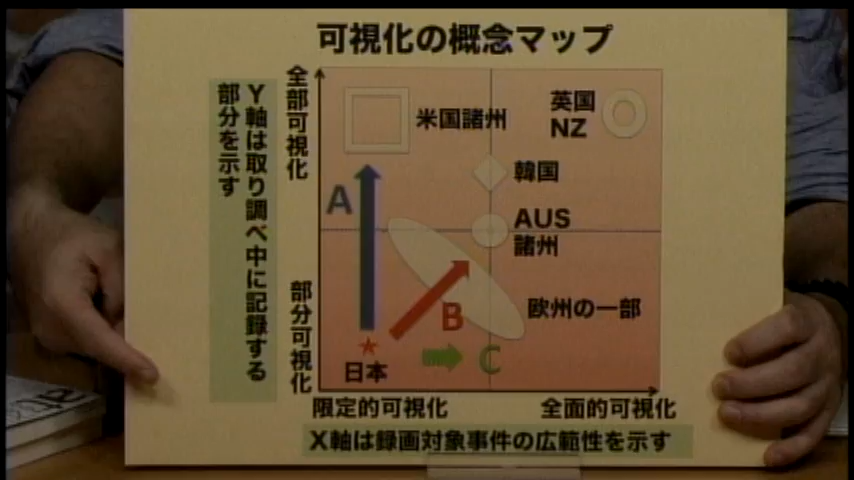 可視化の概念マップ
Y軸は取り調べ中に記録する
部分を示す
全部可視化
部分可視化
米国諸州
英国
NZ
韓国
AUS
諸州
欧州の一部
A
B
C
日本
限定的可視化
全面的可視化
X軸は録画対象事件の広範性を示す